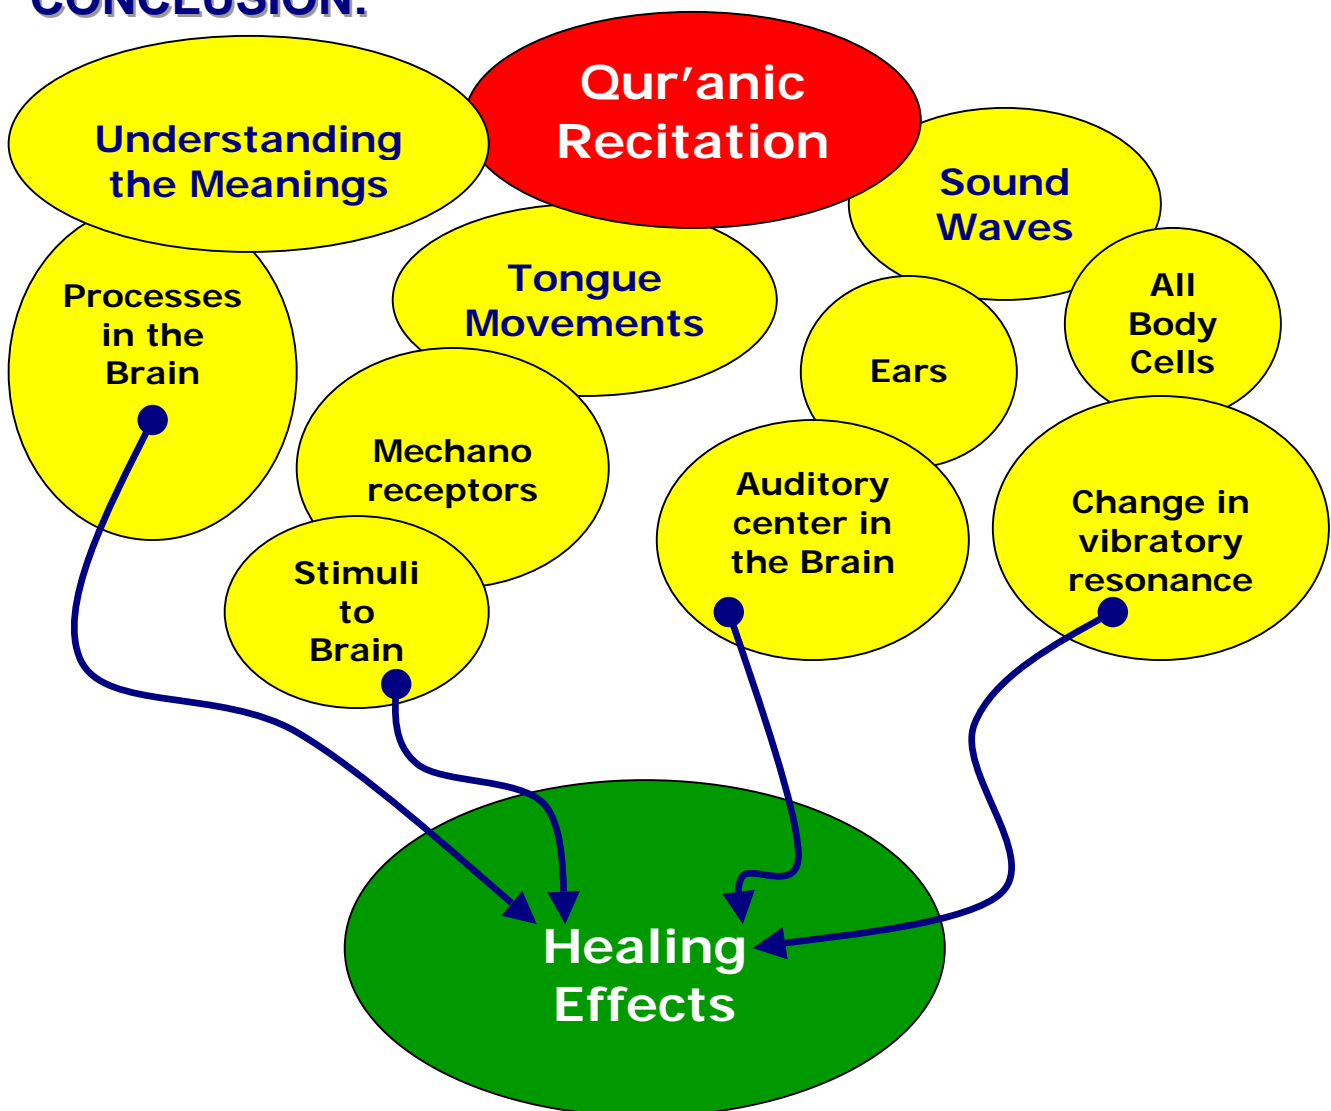 CONCLUSION:
Qur’anic
Recitation
Understanding
the Meanings
Sound
Waves
Tongue
Movements
Processes
in the
Brain
All
Body
Cells
Ears
Mechano
receptors
Auditory
center in
the Brain
Change in
vibratory
resonance
Stimuli
to
Brain
Healing
Effects